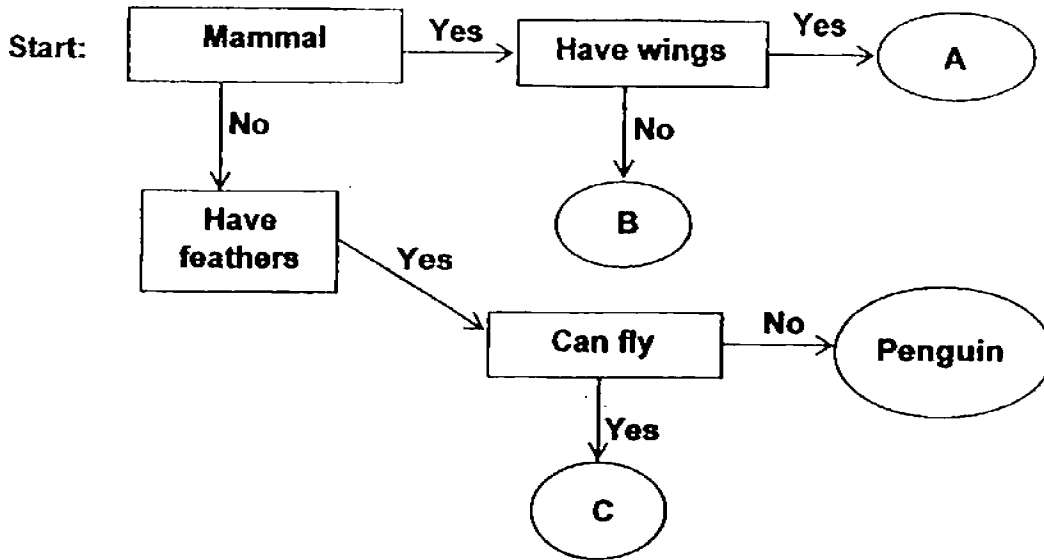 Start:
Mammal
Yes
Have wings
Yes
A
No
No
B
Have
feathers
Yes
Can fly
No
Penguin
Yes
C